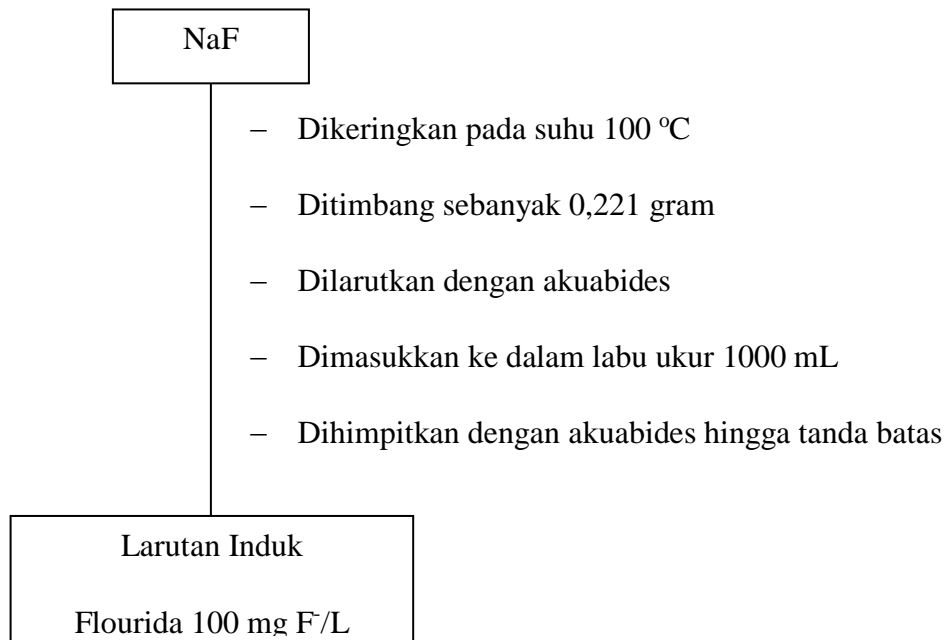 NaF
– Dikeringkan pada suhu 100 ºC
– Ditimbang sebanyak 0,221 gram
– Dilarutkan dengan akuabides
– Dimasukkan ke dalam labu ukur 1000 mL
– Dihimpitkan dengan akuabides hingga tanda batas
Larutan Induk
Flourida 100 mg F⁻/L